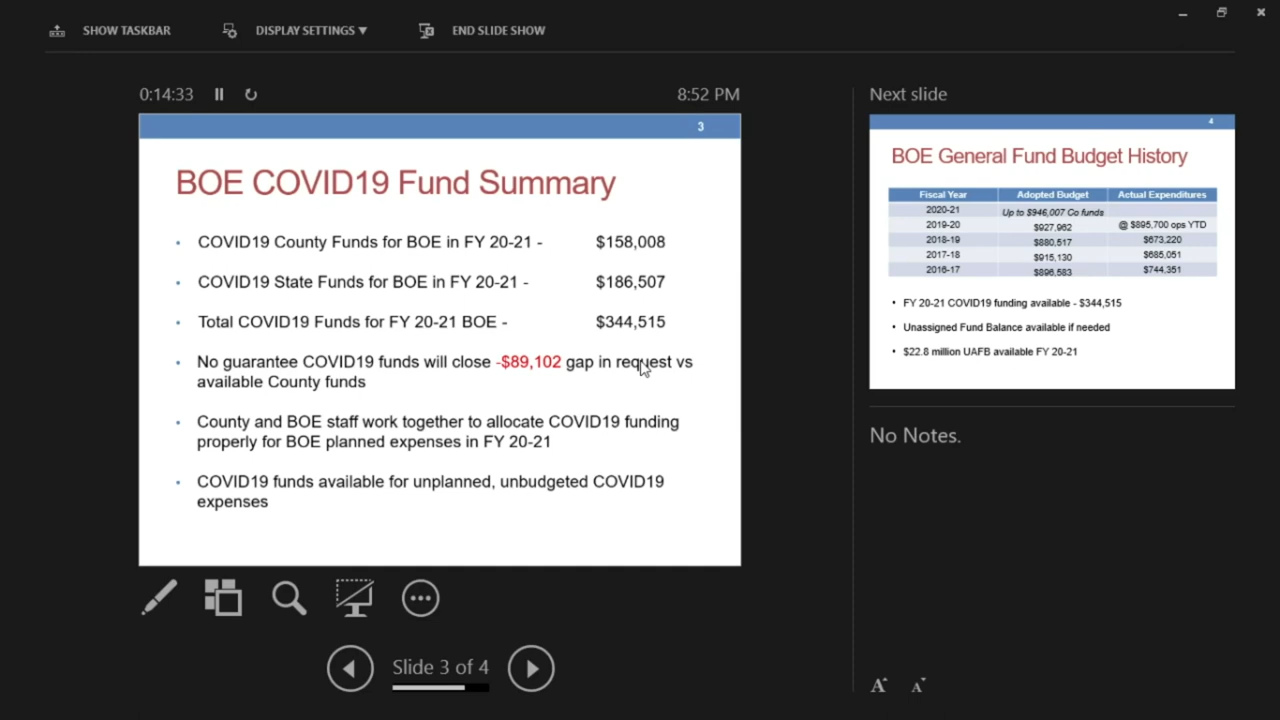 SHOW TASKBAR
DISPLAY SETTINGS ▼
END SLIDE SHOW
0:14:33
8:52 PM
3
BOE COVID19 Fund Summary
• COVID19 County Funds for BOE in FY 20-21 - $158,008
• COVID19 State Funds for BOE in FY 20-21 - $186,507
• Total COVID19 Funds for FY 20-21 BOE - $344,515
• No guarantee COVID19 funds will close -$89,102 gap in request vs
available County funds
• County and BOE staff work together to allocate COVID19 funding
properly for BOE planned expenses in FY 20-21
• COVID19 funds available for unplanned, unbudgeted COVID19
expenses
Slide 3 of 4
Next slide
4
BOE General Fund Budget History
Fiscal Year Adopted Budget Actual Expenditures
2020-21 Up to $946,007 Co funds
2019-20 $927,962 @ $895,700 ops YTD
2018-19 $880,517 $673,220
2017-18 $915,130 $685,051
2016-17 $896,583 $744,351
• FY 20-21 COVID19 funding available - $344,515
• Unassigned Fund Balance available if needed
• $22.8 million UAFB available FY 20-21
No Notes.
A A